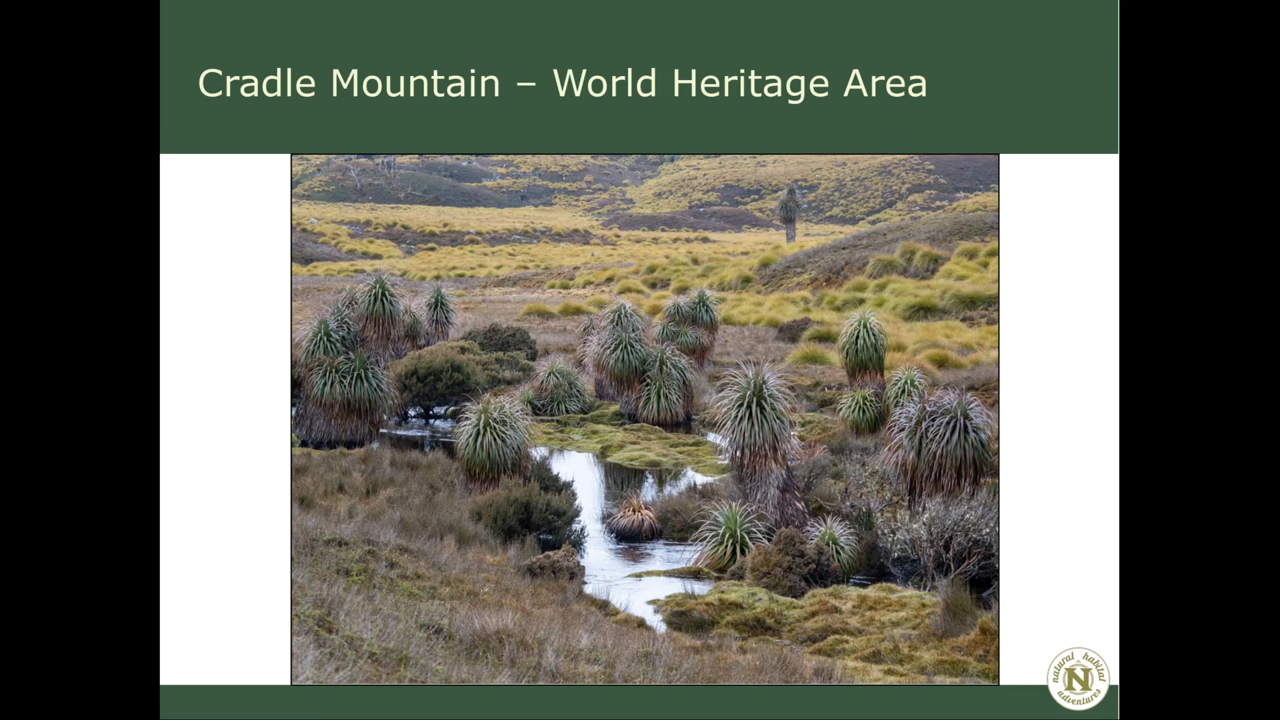 Cradle Mountain – World Heritage Area
natural habitat
N
adventures